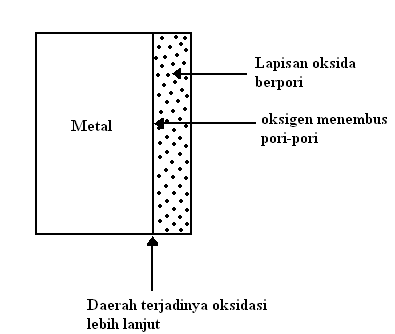 Lapisan oksida
berpori
Metal
oksigen menembus
pori-pori
Daerah terjadinya oksidasi
lebih lanjut